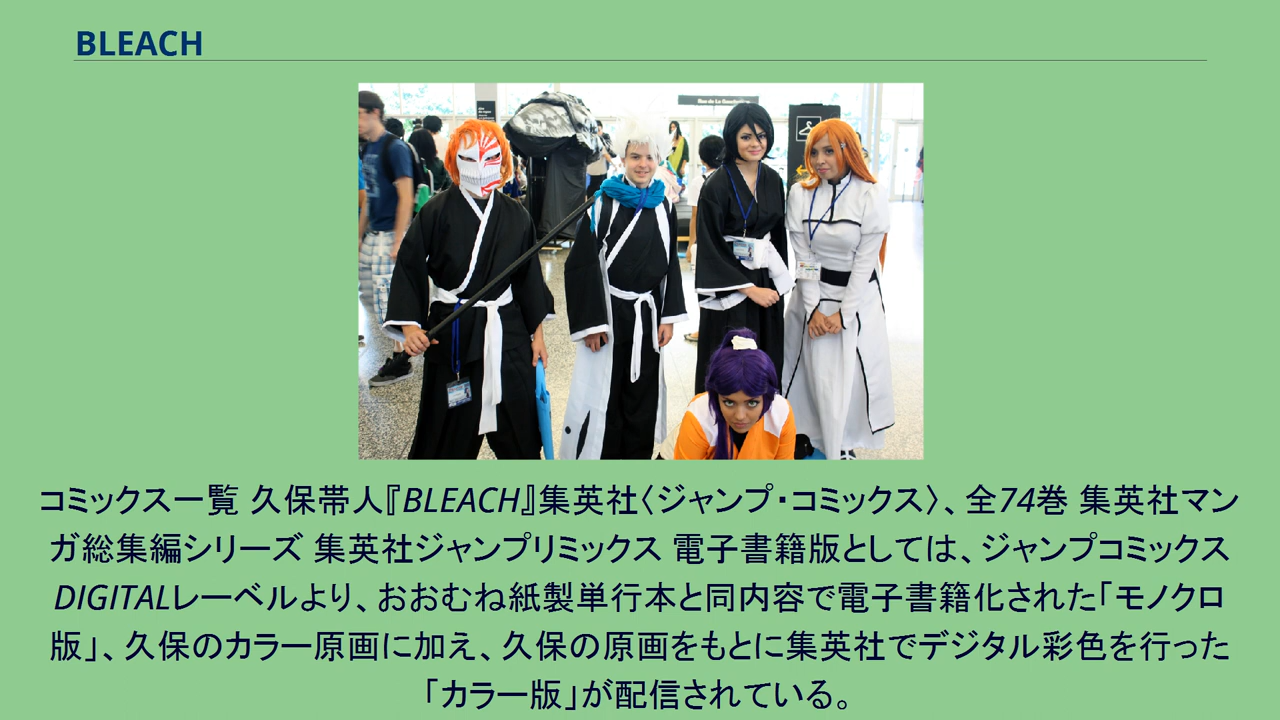 BLEACH
Rue de La Gauchetière
コミックス一覧 久保帯人『BLEACH』集英社〈ジャンプ・コミックス〉、全74巻 集英社マン
ガ総集編シリーズ 集英社ジャンプリミックス 電子書籍版としては、ジャンプコミックス
DIGITALレーベルより、おおむね紙製単行本と同内容で電子書籍化された「モノクロ
版」、久保のカラー原画に加え、久保の原画をもとに集英社でデジタル彩色を行った
「カラー版」が配信されている。